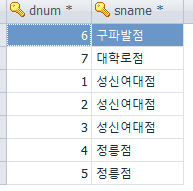 dnum * sname *
6 구파발점
7 대학로점
1 성신여대점
2 성신여대점
3 성신여대점
4 정릉점
5 정릉점